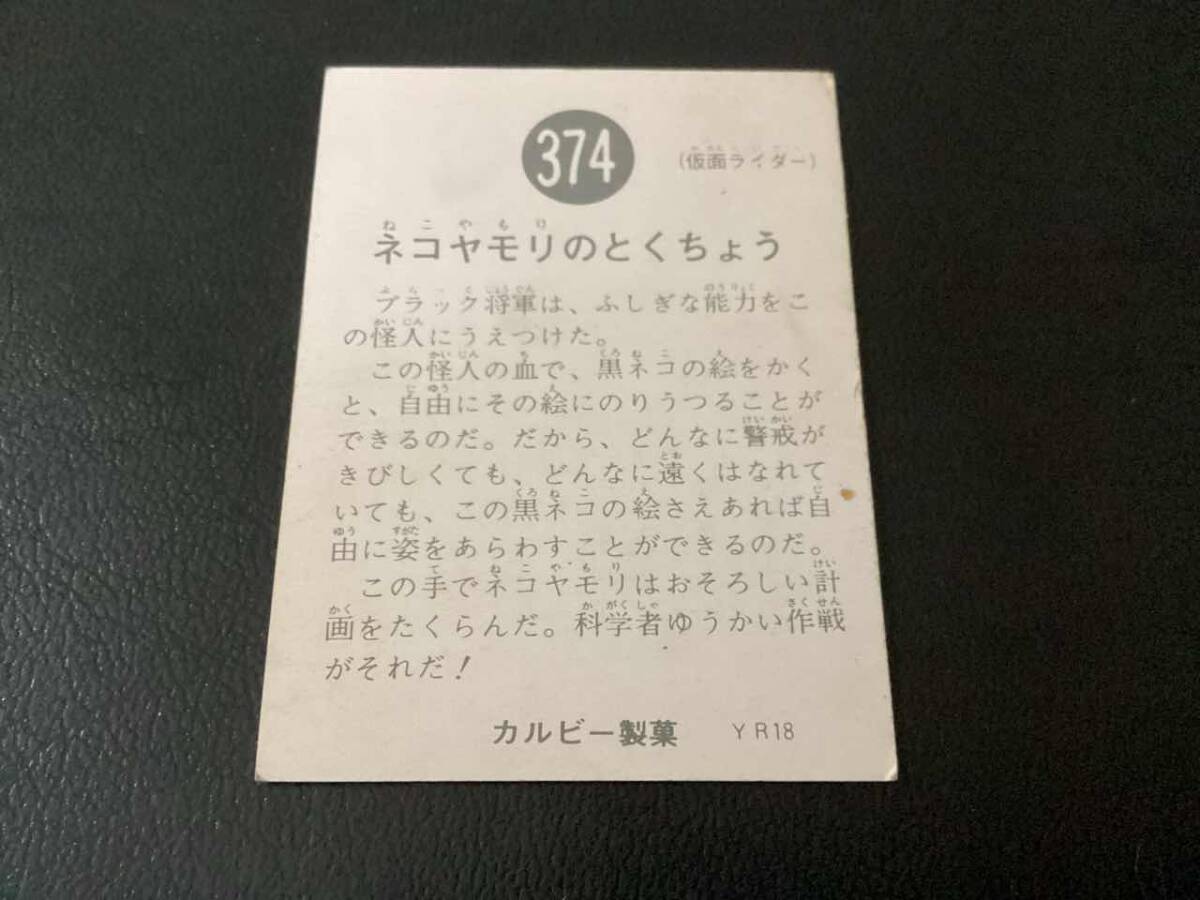 374
(仮面ライダー)
ネコヤモリのとくちょう
ブラック将軍は、ふしぎな能力をこ
の怪人にうえつけた。
この怪人の血で、黒ネコの絵をかく
と、自由にその絵にのりうつることが
できるのだ。だから、どんなに警戒が
きびしくても、どんなに遠くはなれて
いても、この黒ネコの絵さえあれば自
由に姿をあらわすことができるのだ。
この手でネコヤモリはおそろしい計
画をたくらんだ。科学者ゆうかい作戦
がそれだ！
カルビー製菓 YR18